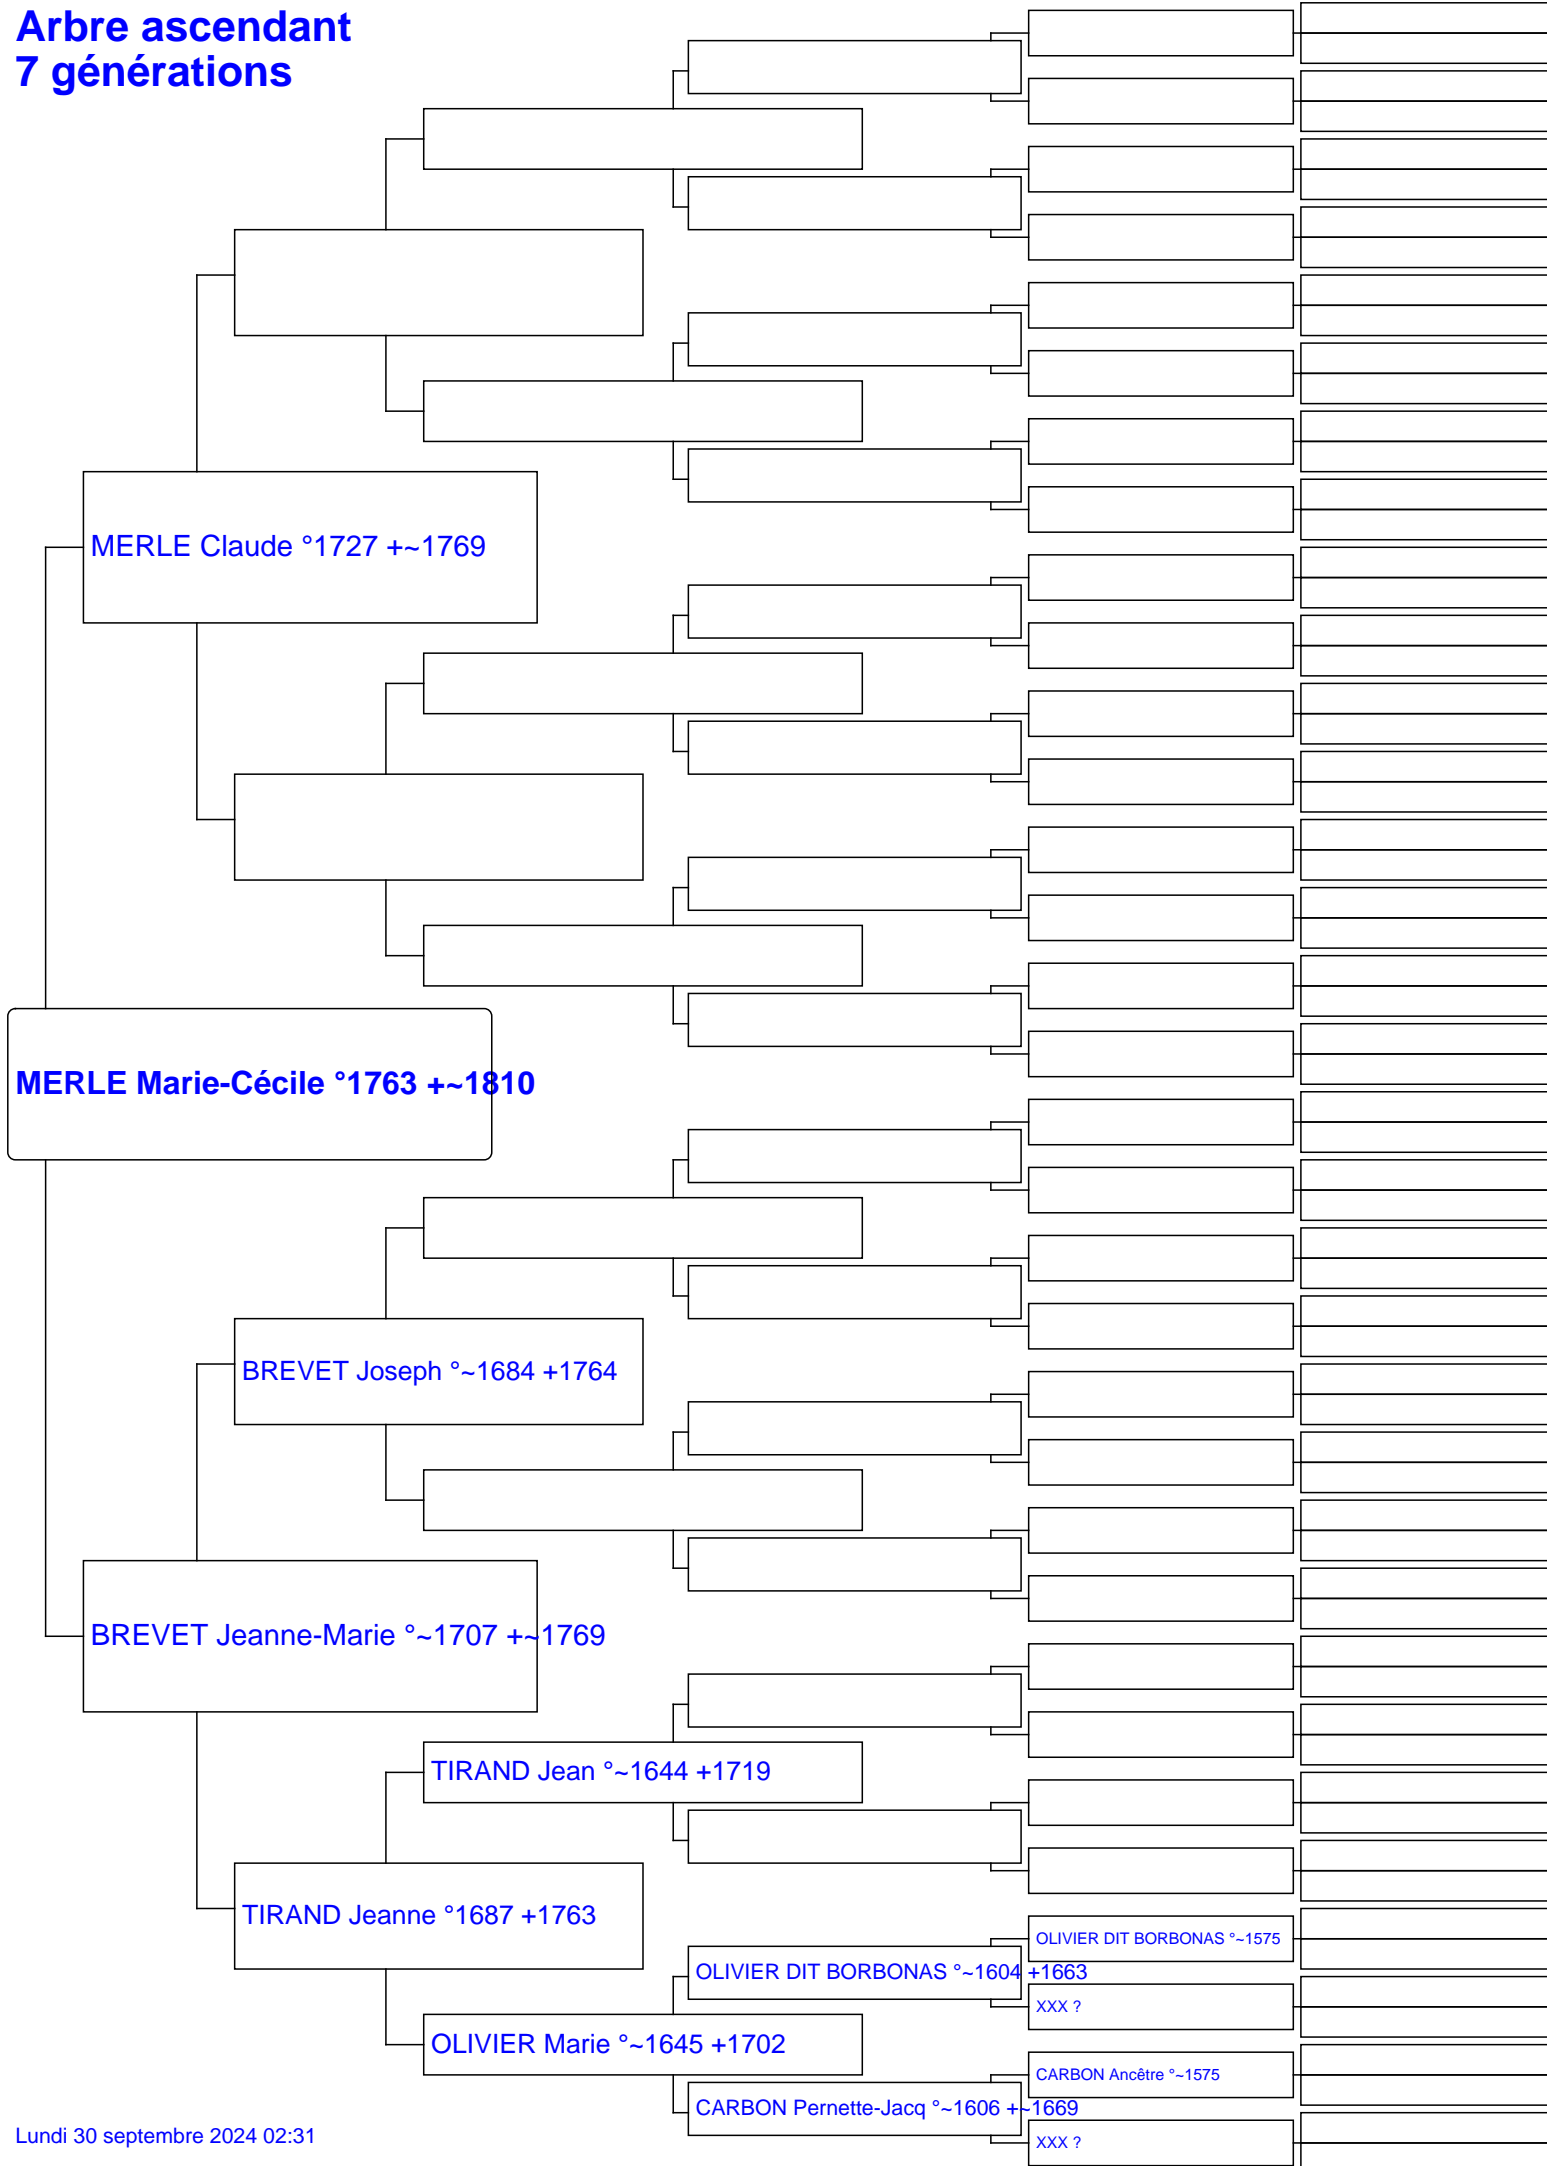 Arbre ascendant
7 générations
MERLE Claude °1727 +~1769
MERLE Marie-Cécile °1763 +~1810
BREVET Joseph °~1684 +1764
BREVET Jeanne-Marie °~1707 +~1769
TIRAND Jean °~1644 +1719
TIRAND Jeanne °1687 +1763
OLIVIER DIT BORBONAS °~1575
OLIVIER DIT BORBONAS °~1604 +1663
XXX ?
OLIVIER Marie °~1645 +1702
CARBON Ancêtre °~1575
CARBON Pernette-Jacq °~1606 +~1669
XXX ?
Lundi 30 septembre 2024 02:31